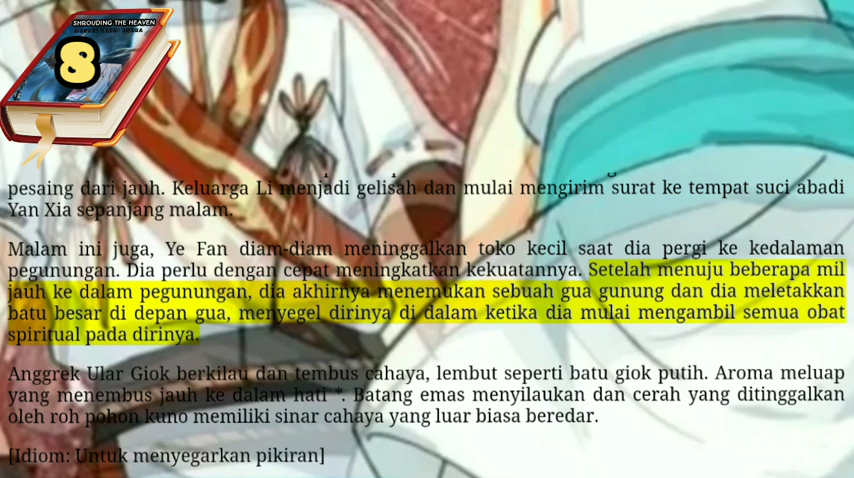 SHROUDING THE HEAVEN
8
pesaing dari jauh. Keluarga Li menjadi gelisah dan mulai mengirim surat ke tempat suci abadi
Yan Xia sepanjang malam.
Malam ini juga, Ye Fan diam-diam meninggalkan toko kecil saat dia pergi ke kedalaman
pegunungan. Dia perlu dengan cepat meningkatkan kekuatannya. Setelah menuju beberapa mil
jauh ke dalam pegunungan, dia akhirnya menemukan sebuah gua gunung dan dia meletakkan
batu besar di depan gua, menyegel dirinya di dalam ketika dia mulai mengambil semua obat
spiritual pada dirinya.
Anggrek Ular Giok berkilau dan tembus cahaya, lembut seperti batu giok putih. Aroma meluap
yang menembus jauh ke dalam hati *. Batang emas menyilaukan dan cerah yang ditinggalkan
oleh roh pohon kuno memiliki sinar cahaya yang luar biasa beredar.
[Idiom: Untuk menyegarkan pikiran]